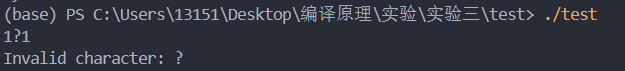 (base) PS C:\Users\13151\Desktop\编译原理\实验\实验三\test> ./test
1?1
Invalid character: ?